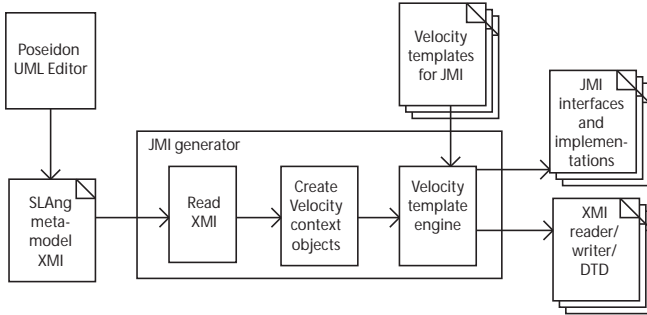 Poseidon
UML Editor
Velocity
templates
for JMI
JMI
interfaces
and
implemen-
tations
JMI generator
SLAng
meta-
model
XMI
Read
XMI
Create
Velocity
context
objects
Velocity
template
engine
XMI
reader/
writer/
DTD